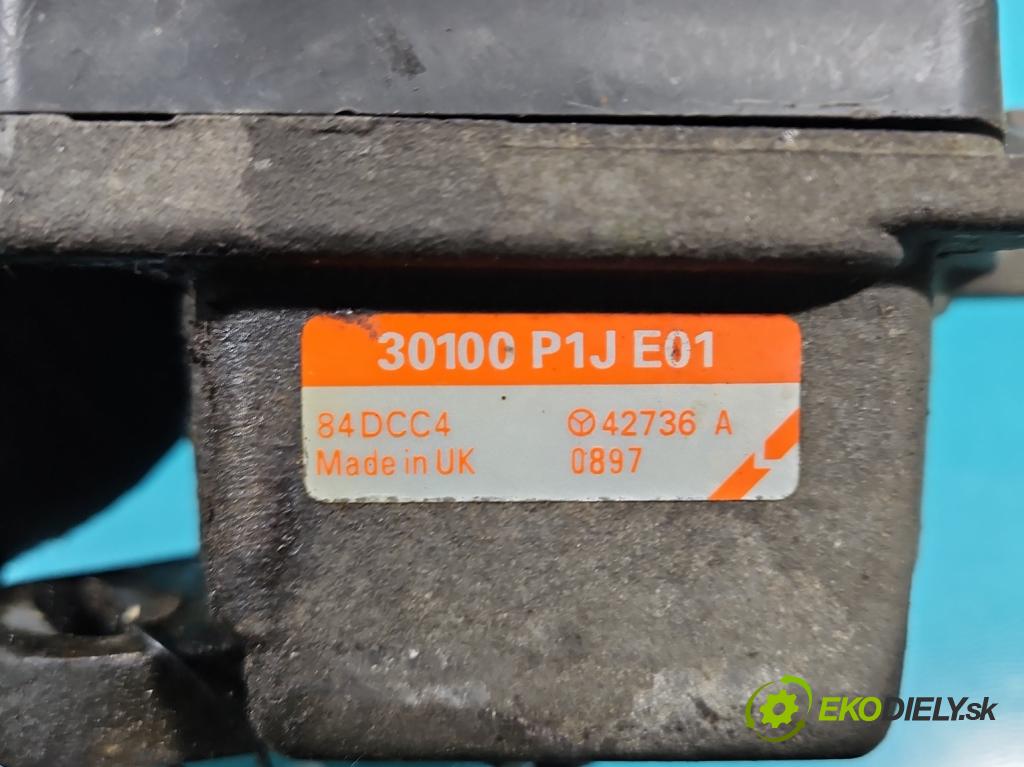 30100 P1J E01
84DCC4 42736 A
Made in UK 0897
EKODIELY.sk